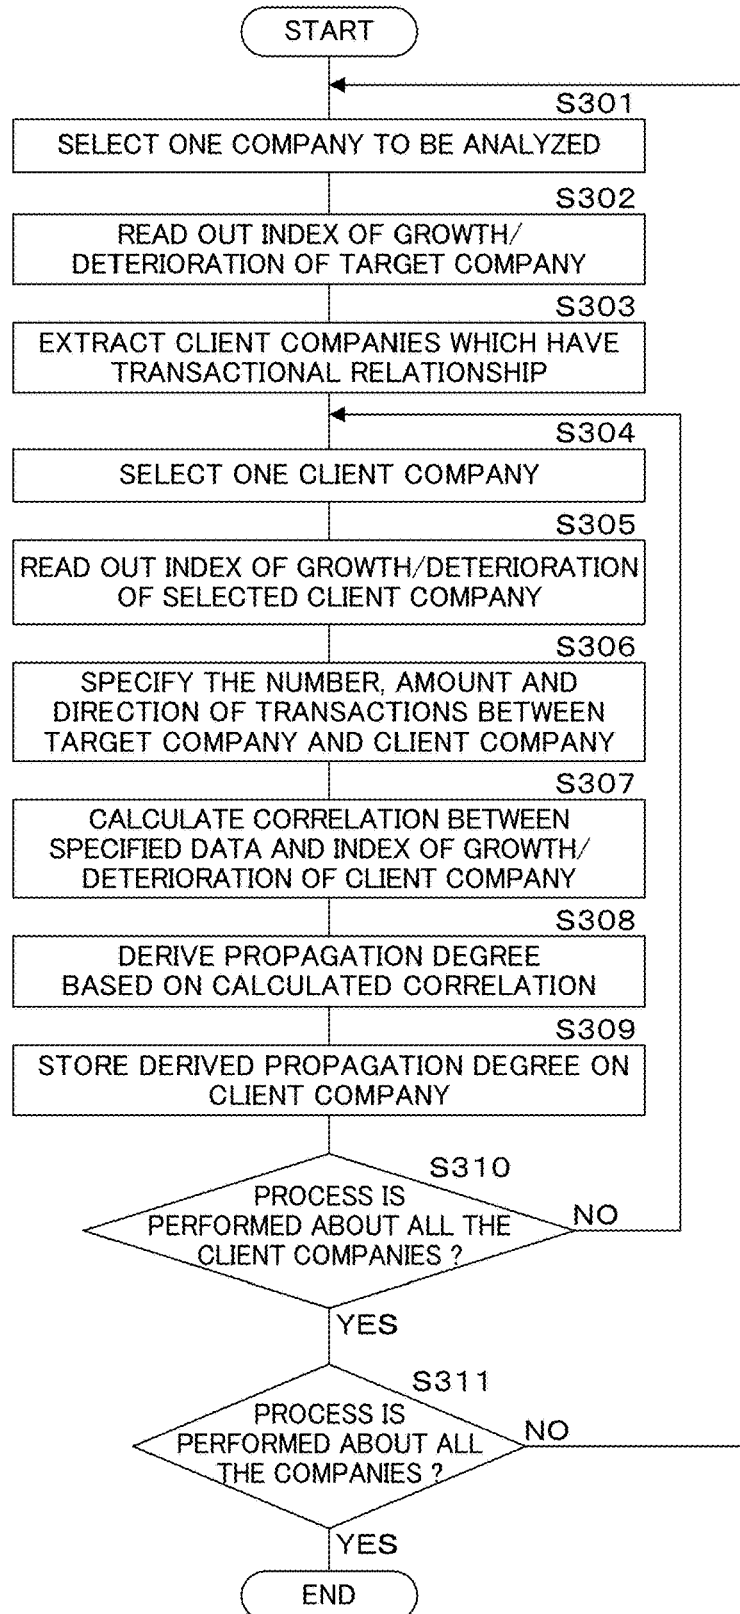 START
S301
SELECT ONE COMPANY TO BE ANALYZED
S302
READ OUT INDEX OF GROWTH/
DETERIORATION OF TARGET COMPANY
S303
EXTRACT CLIENT COMPANIES WHICH HAVE
TRANSACTIONAL RELATIONSHIP
S304
SELECT ONE CLIENT COMPANY
S305
READ OUT INDEX OF GROWTH/DETERIORATION
OF SELECTED CLIENT COMPANY
S306
SPECIFY THE NUMBER, AMOUNT AND
DIRECTION OF TRANSACTIONS BETWEEN
TARGET COMPANY AND CLIENT COMPANY
S307
CALCULATE CORRELATION BETWEEN
SPECIFIED DATA AND INDEX OF GROWTH/
DETERIORATION OF CLIENT COMPANY
S308
DERIVE PROPAGATION DEGREE
BASED ON CALCULATED CORRELATION
S309
STORE DERIVED PROPAGATION DEGREE ON
CLIENT COMPANY
S310
PROCESS IS
PERFORMED ABOUT ALL THE
CLIENT COMPANIES ?
NO
YES
S311
PROCESS IS
PERFORMED ABOUT ALL
THE COMPANIES ?
NO
YES
END